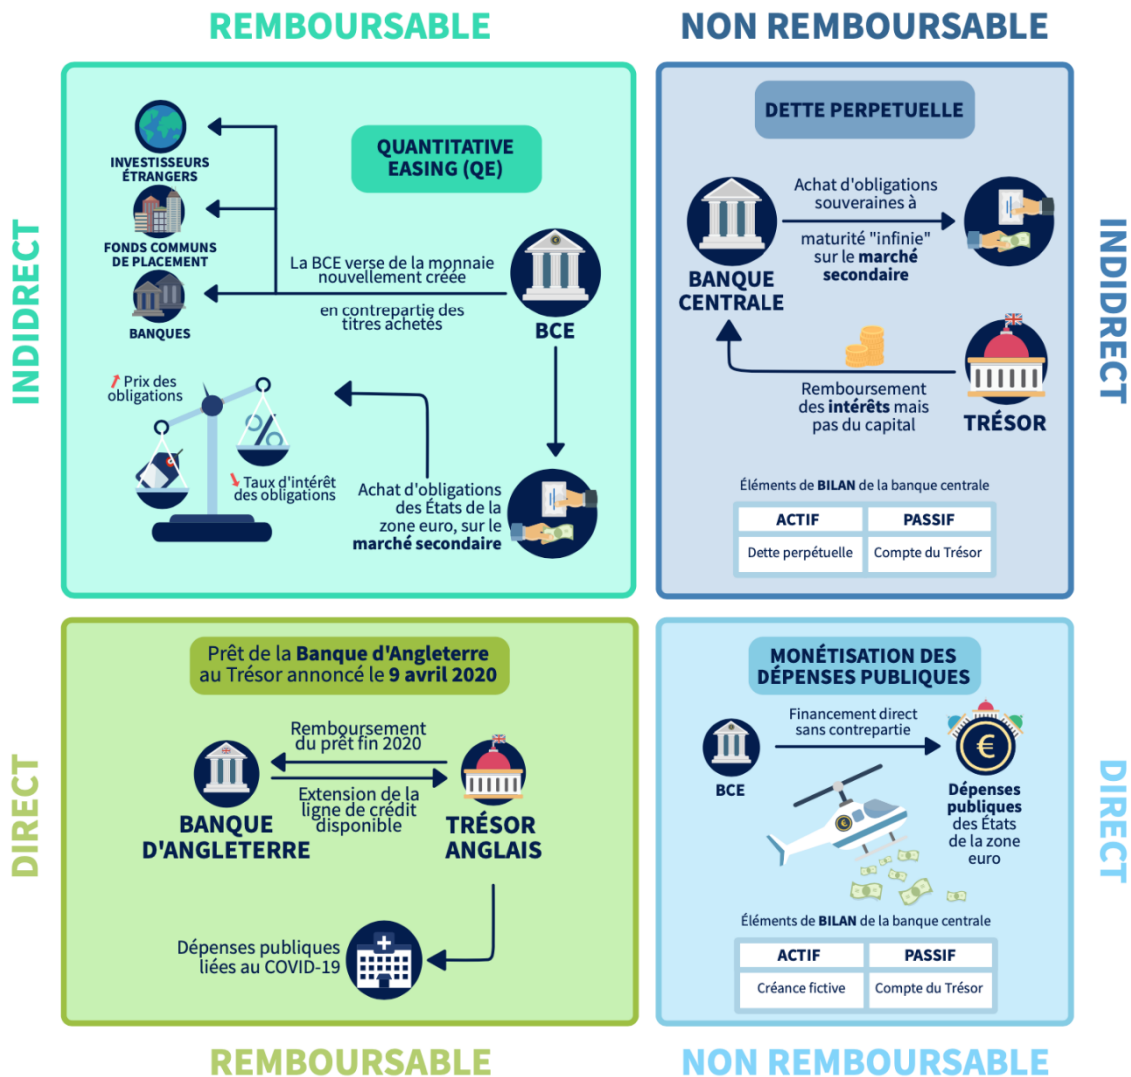 REMBOURSABLE
NON REMBOURSABLE
INDIDRECT
QUANTITATIVE
EASING (QE)
INVESTISSEURS
ÉTRANGERS
FONDS COMMUNS
DE PLACEMENT
BANQUES
La BCE verse de la monnaie
nouvellement créée
en contrepartie des
titres achetés
BCE
Prix des
obligations
Taux d'intérêt
des obligations
Achat d'obligations
des États de la
zone euro, sur le
marché secondaire
DETTE PERPETUELLE
BANQUE
CENTRALE
Achat d'obligations
souveraines à
maturité "infinie"
sur le marché
secondaire
Remboursement
des intérêts mais
pas du capital
TRÉSOR
Éléments de BILAN de la banque centrale
ACTIF
PASSIF
Dette perpétuelle
Compte du Trésor
INDIDRECT
DIRECT
Prêt de la Banque d'Angleterre
au Trésor annoncé le 9 avril 2020
Remboursement
du prêt fin 2020
Extension de la
ligne de crédit
disponible
BANQUE
D'ANGLETERRE
TRÉSOR
ANGLAIS
Dépenses publiques
liées au COVID-19
MONÉTISATION DES
DÉPENSES PUBLIQUES
Financement direct
sans contrepartie
BCE
€
Dépenses
publiques
des États
de la zone
euro
€
Éléments de BILAN de la banque centrale
ACTIF
PASSIF
Créance fictive
Compte du Trésor
DIRECT
REMBOURSABLE
NON REMBOURSABLE